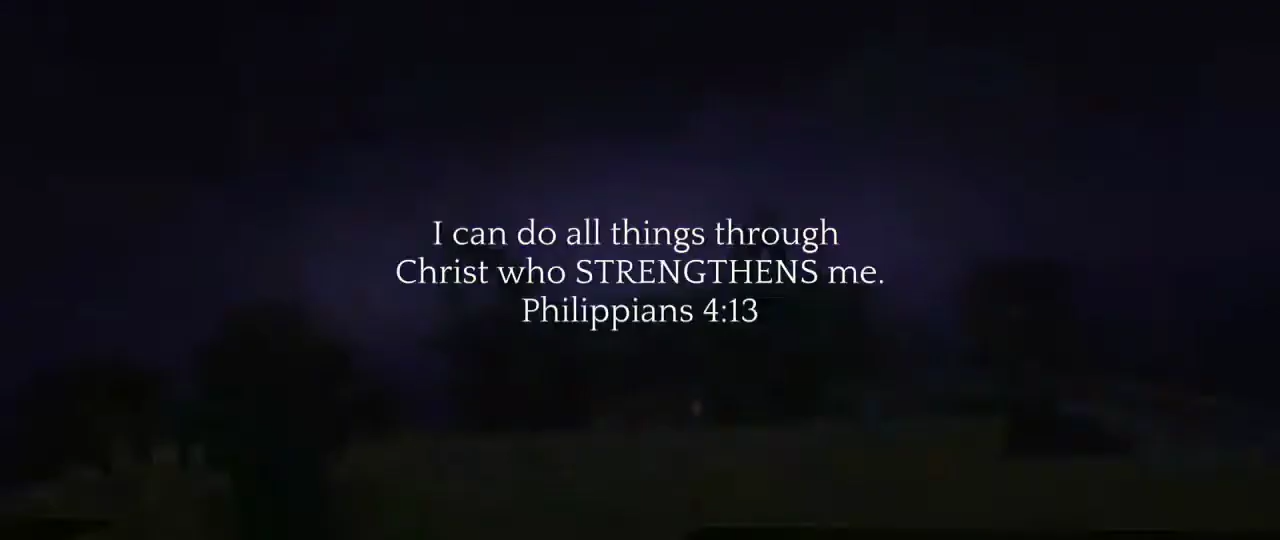 I can do all things through
Christ who STRENGTHENS me.
Philippians 4:13